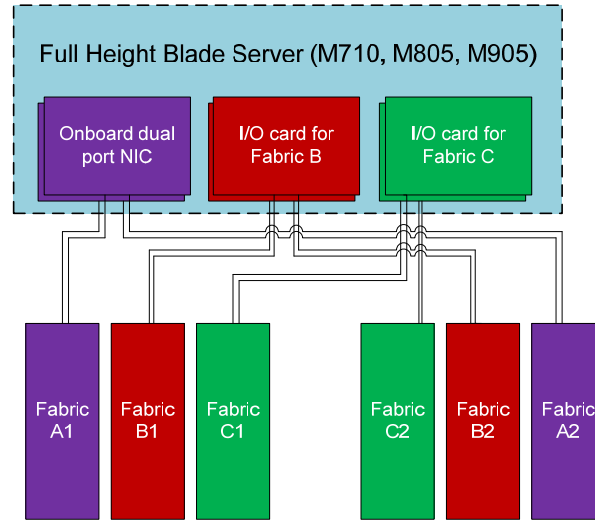 Full Height Blade Server (M710, M805, M905)
Onboard dual
port NIC
I/O card for
Fabric B
I/O card for
Fabric C
Fabric
A1
Fabric
B1
Fabric
C1
Fabric
C2
Fabric
B2
Fabric
A2